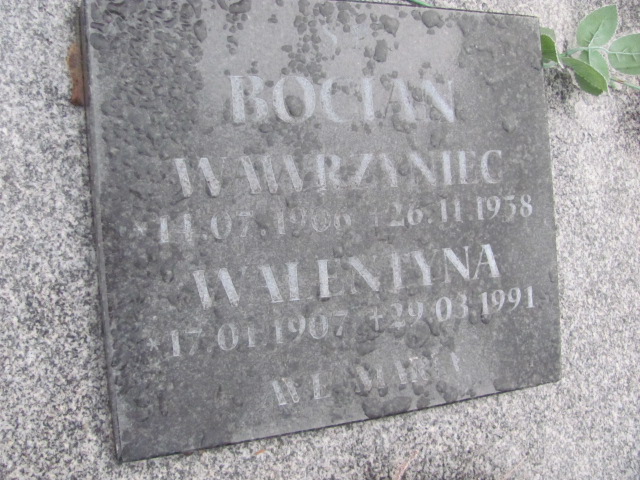 BOCIAN
WAWRZYNIEC
*14.07.1906 +26.11.1958
WALENTYNA
*17.01.1907 +29.03.1991